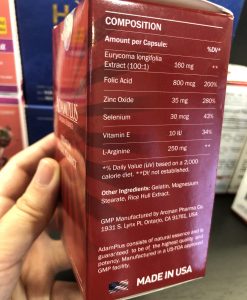 COMPOSITION
Amount per Capsule: %DV*
Eurycoma longifolia
Extract (100:1) 160 mg **
Folic Acid 800 mcg 200%
Zinc Oxide 35 mg 280%
Selenium 30 mcg 43%
Vitamin E 10 IU 34%
L-Arginine 250 mg **
*% Daily Value (DV) based on a 2,000
calorie diet. **DV not established.
Other Ingredients: Gelatin, Magnesium
Stearate, Rice Hull Extract.
GMP Manufactured by Arcman Pharma Co.
1931 S. Lynx Pl, Ontario, CA 91761, USA
AdamPlus consists of natural essence and is
guaranteed to be of the highest quality and
potency. Manufactured in a US-FDA approved
GMP facility.
MADE IN USA